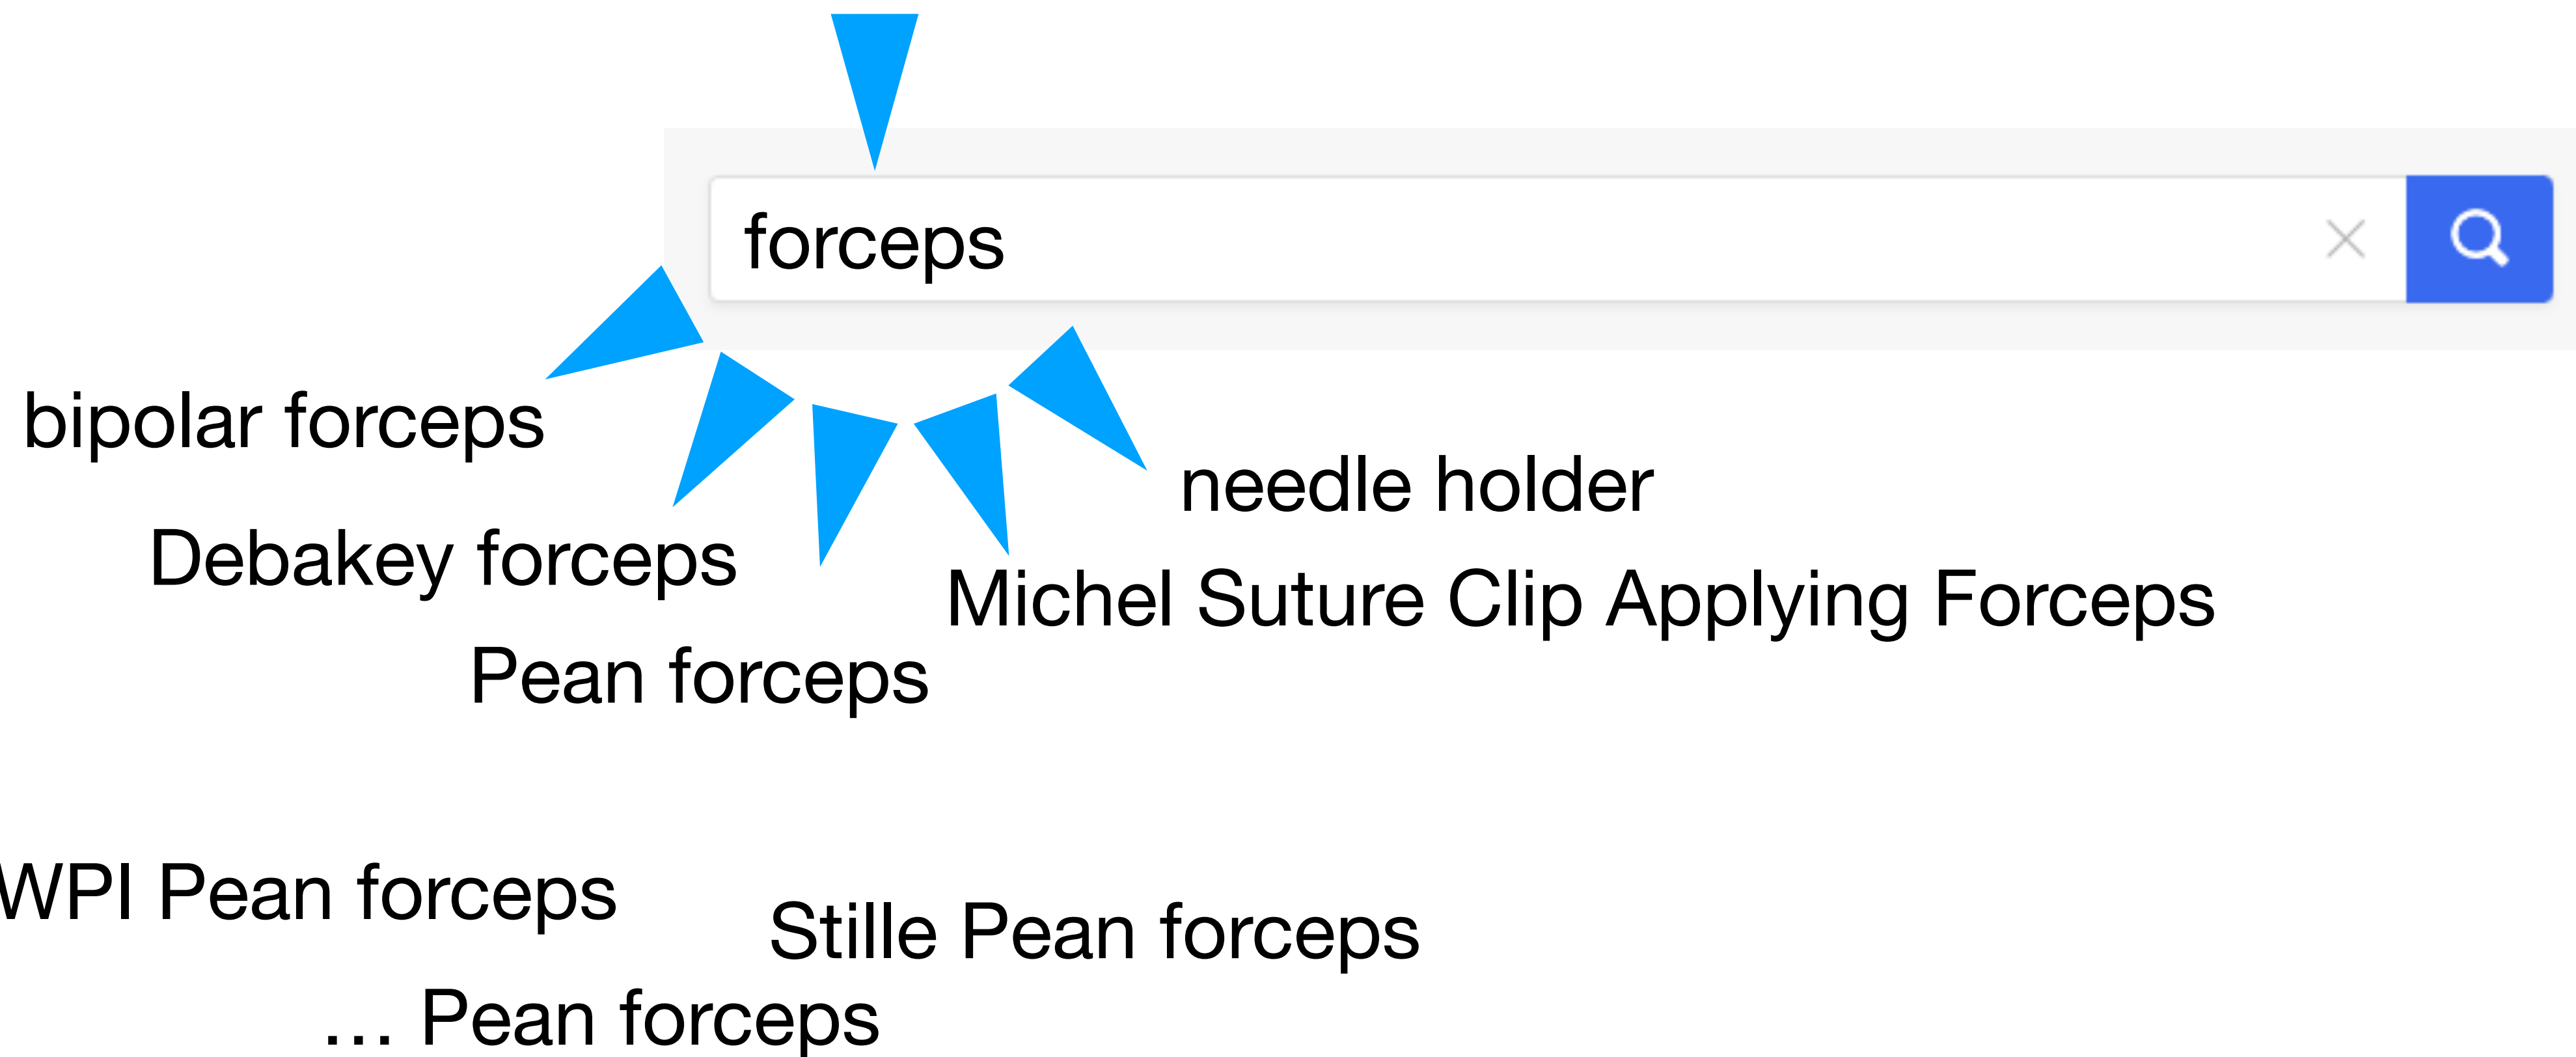 forceps
bipolar forceps
needle holder
Debakey forceps
Michel Suture Clip Applying Forceps
Pean forceps
WPI Pean forceps
Stille Pean forceps
... Pean forceps